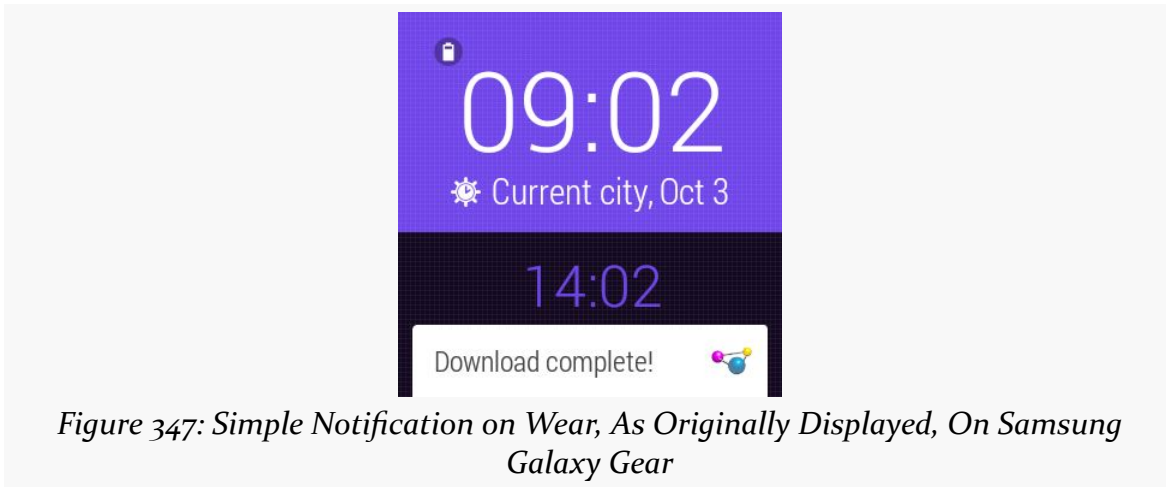 09:02
Current city, Oct 3
14:02
Download complete!
Figure 347: Simple Notification on Wear, As Originally Displayed, On Samsung
Galaxy Gear